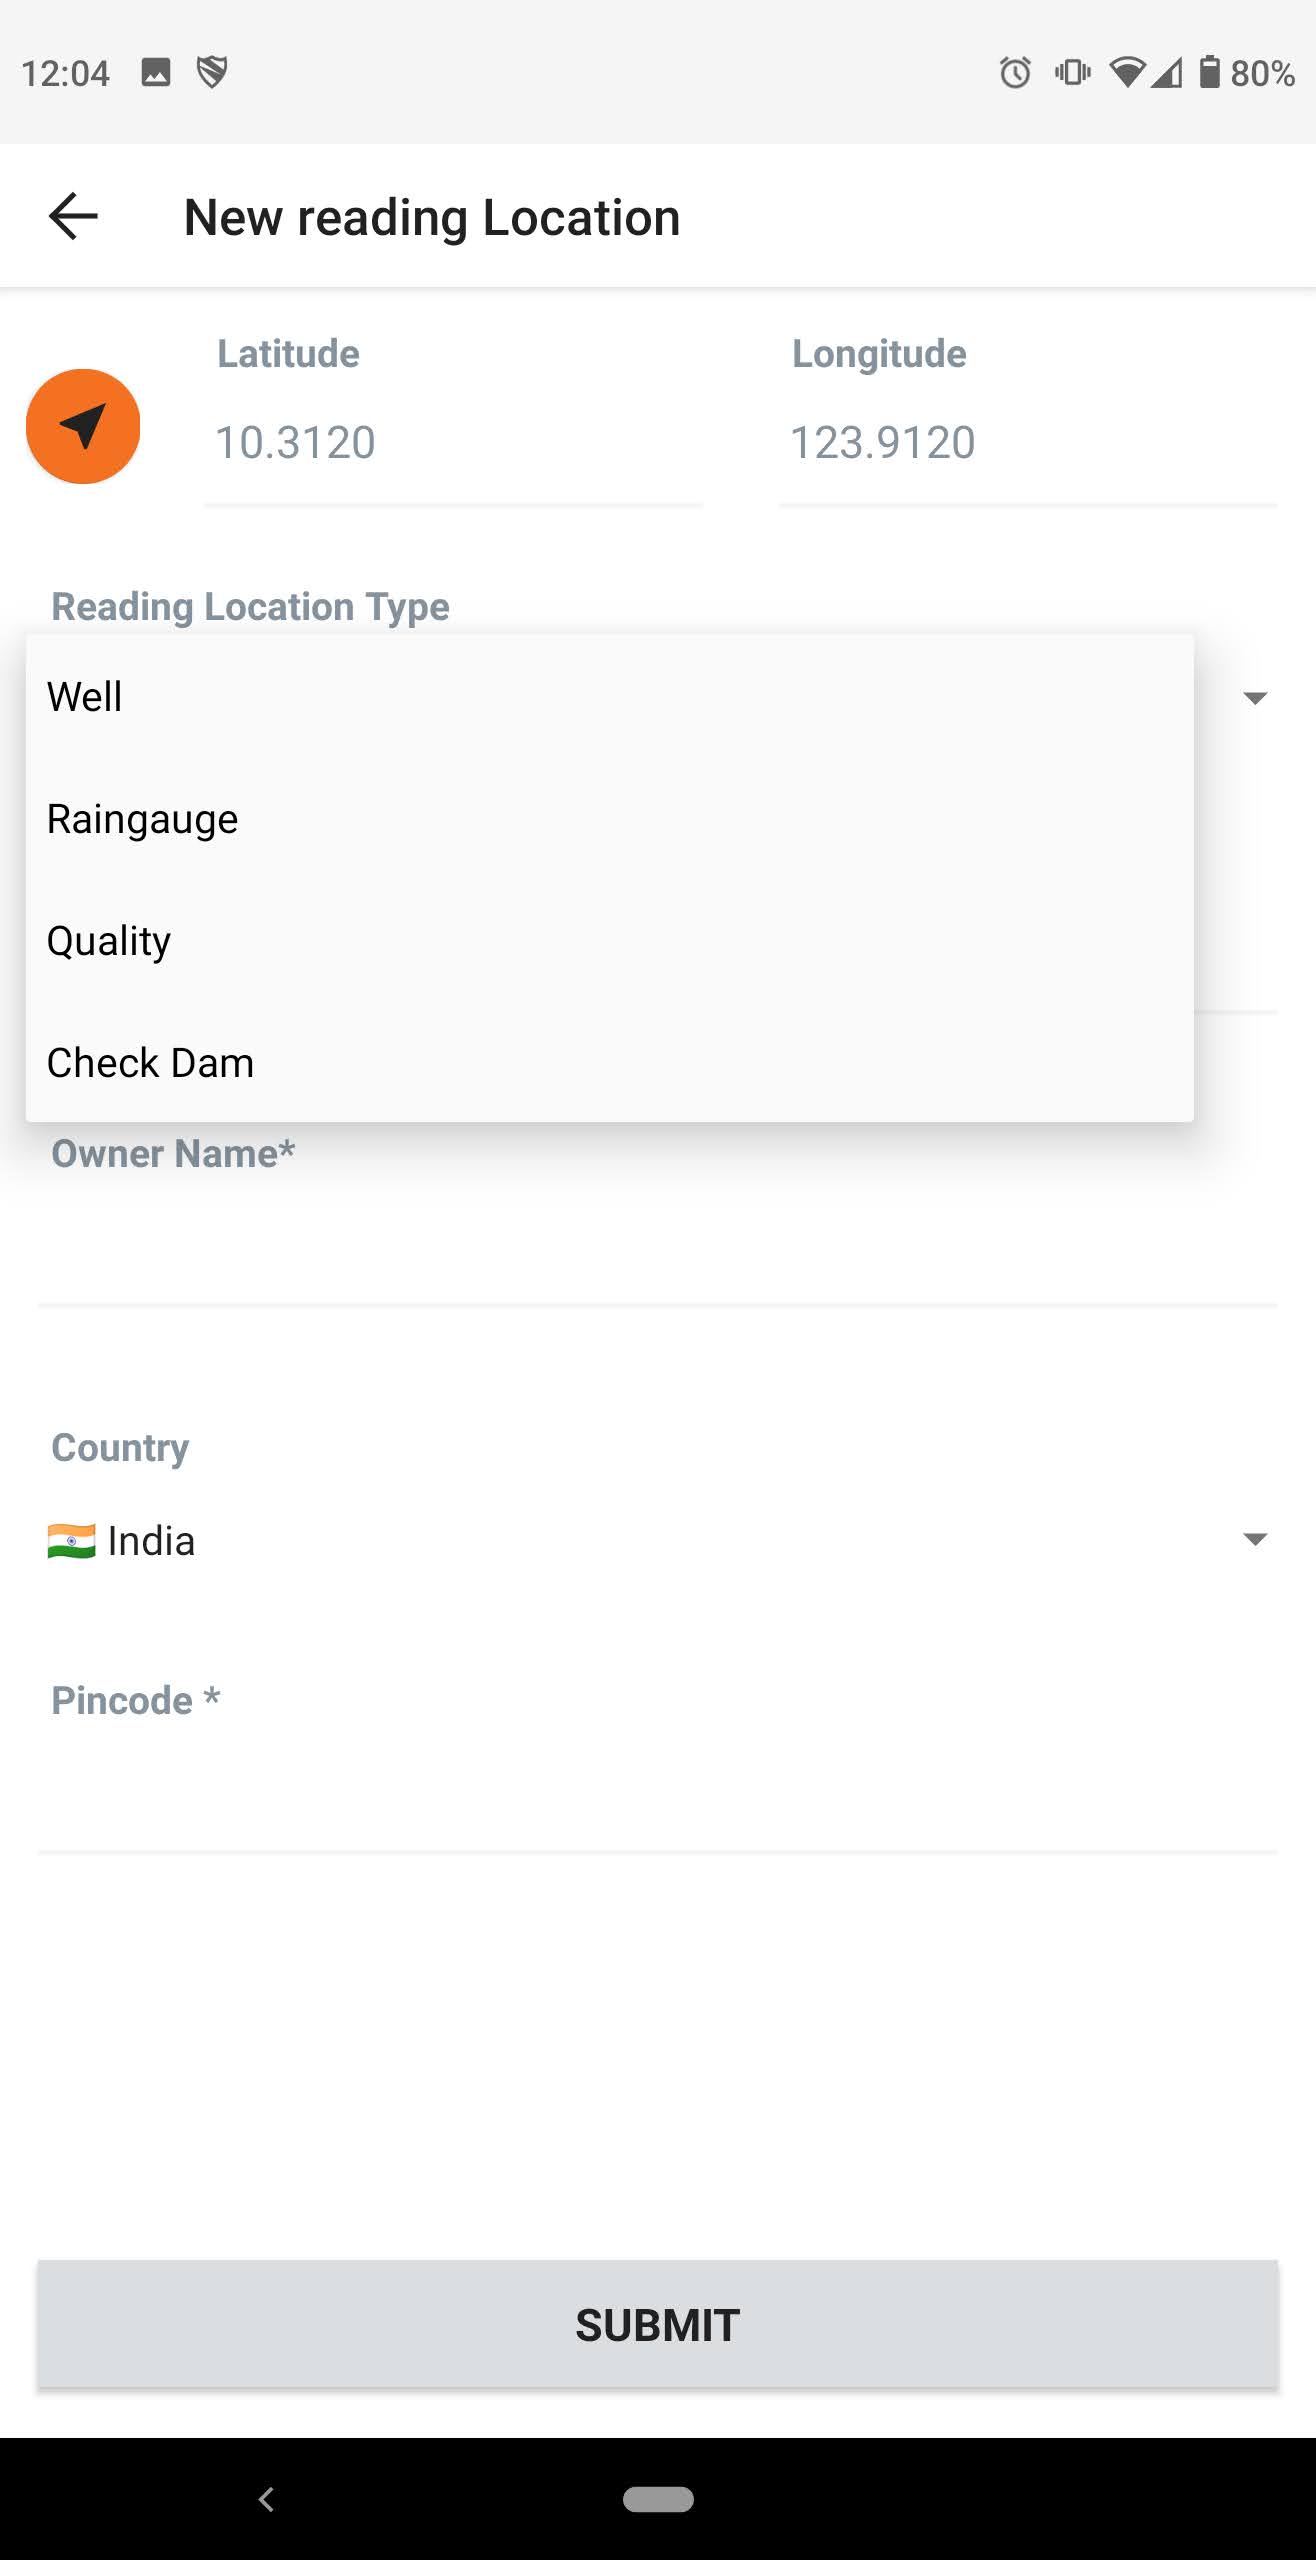 12:04
80%
New reading Location
Latitude
Longitude
10.3120
123.9120
Reading Location Type
Well
Raingauge
Quality
Check Dam
Owner Name*
Country
🇮🇳 India
Pincode *
SUBMIT